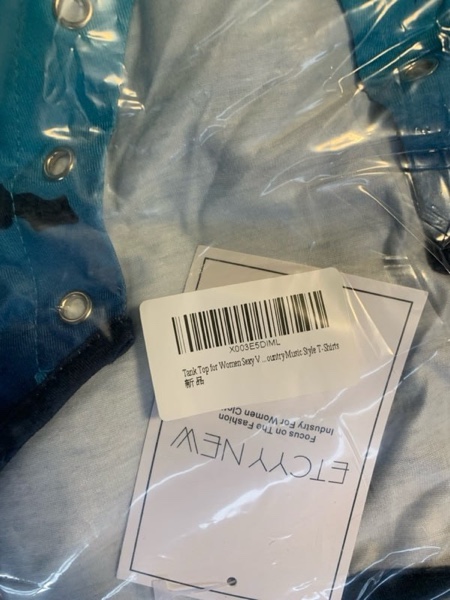 X003E5DIML
Tank Top for Women Sexy V ... ountry Music Style T-Shirts
新品
ETCYY NEW
Focus on The Fashion
Industry For Women Clo